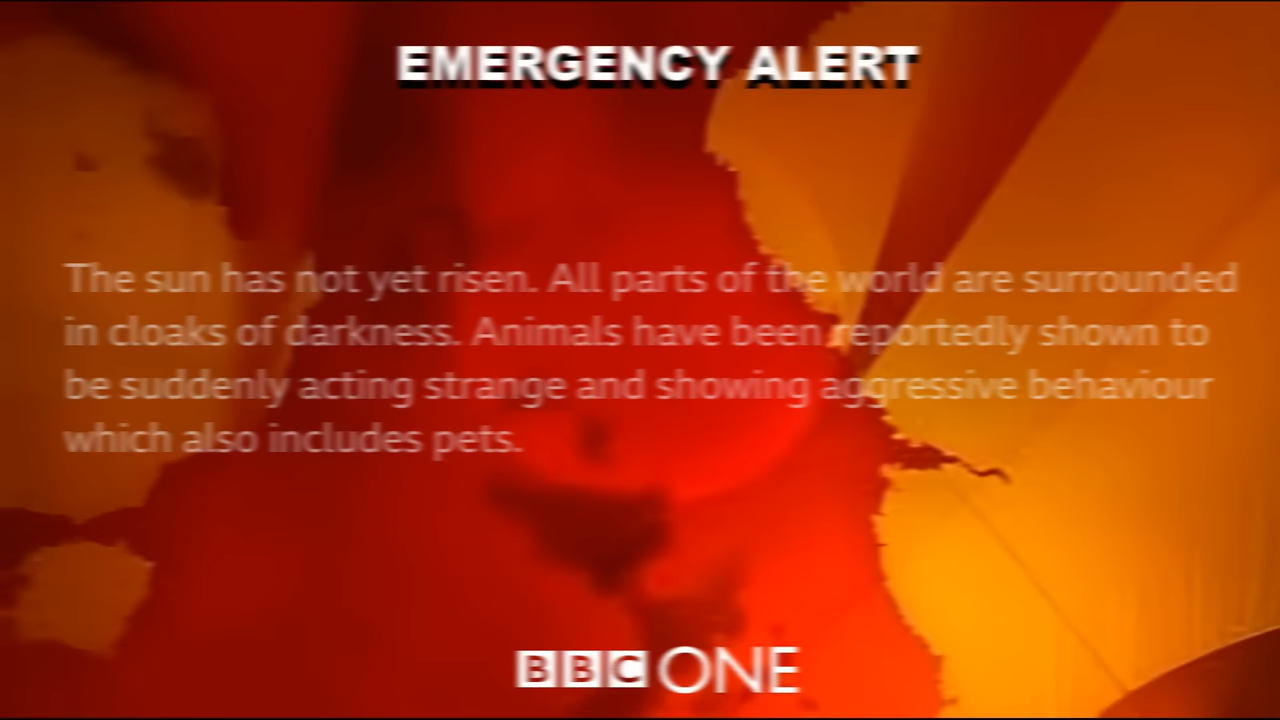 EMERGENCY ALERT
The sun has not yet risen. All parts of the world are surrounded
in cloaks of darkness. Animals have been reportedly shown to
be suddenly acting strange and showing aggressive behaviour
which also includes pets.
BBC ONE